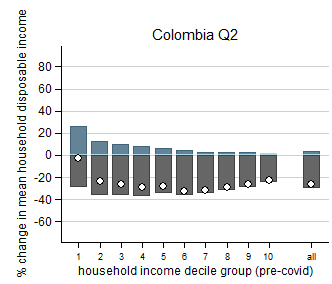 Colombia Q2
% change in mean household disposable income
80
60
40
20
0
-20
-40
-60
1 2 3 4 5 6 7 8 9 10 all
household income decile group (pre-covid)